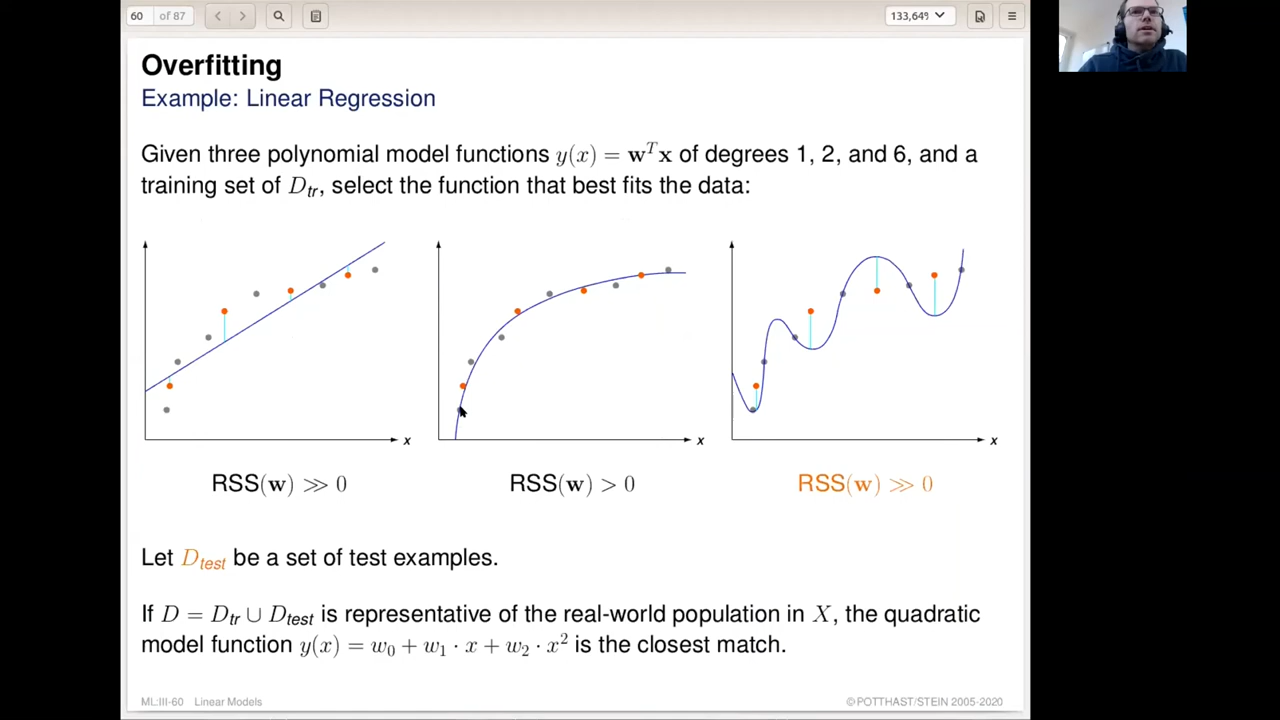 60 of 87
133,64%
Overfitting
Example: Linear Regression
Given three polynomial model functions y(x) = w^T x of degrees 1, 2, and 6, and a
training set of D_tr, select the function that best fits the data:
x
x
x
RSS(w) ≫ 0
RSS(w) > 0
RSS(w) ≫ 0
Let D_test be a set of test examples.
If D = D_tr ∪ D_test is representative of the real-world population in X, the quadratic
model function y(x) = w_0 + w_1 · x + w_2 · x^2 is the closest match.
ML:III-60 Linear Models
© POTTHAST/STEIN 2005-2020